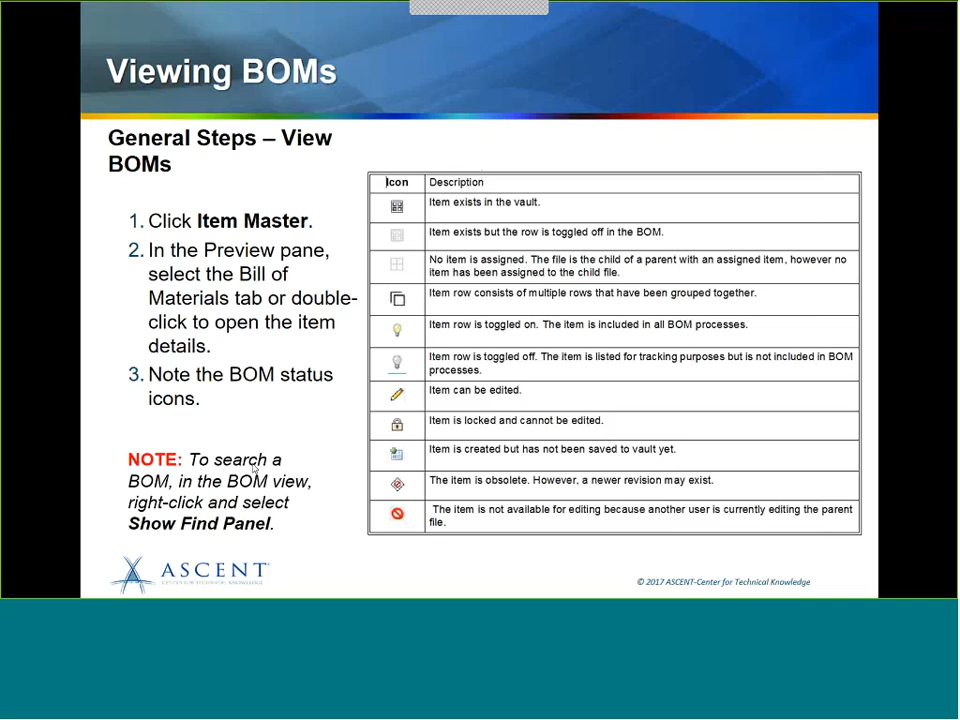 Viewing BOMs
General Steps – View
BOMs
1. Click Item Master.
2. In the Preview pane,
select the Bill of
Materials tab or double-
click to open the item
details.
3. Note the BOM status
icons.
NOTE: To search a
BOM, in the BOM view,
right-click and select
Show Find Panel.
Icon Description
Item exists in the vault.
Item exists but the row is toggled off in the BOM.
No item is assigned. The file is the child of a parent with an assigned item, however no
item has been assigned to the child file.
Item row consists of multiple rows that have been grouped together.
Item row is toggled on. The item is included in all BOM processes.
Item row is toggled off. The item is listed for tracking purposes but is not included in BOM
processes.
Item can be edited.
Item is locked and cannot be edited.
Item is created but has not been saved to vault yet.
The item is obsolete. However, a newer revision may exist.
The item is not available for editing because another user is currently editing the parent
file.
ASCENT
CENTER FOR TECHNICAL KNOWLEDGE
© 2017 ASCENT-Center for Technical Knowledge